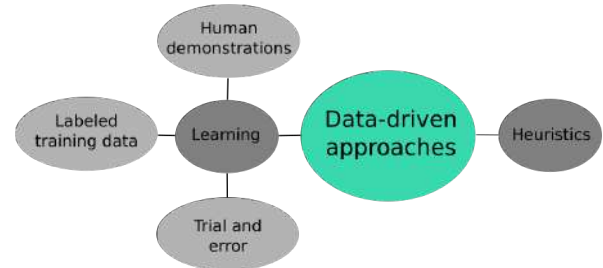 Human
demonstrations
Labeled
training data
Learning
Data-driven
approaches
Heuristics
Trial and
error